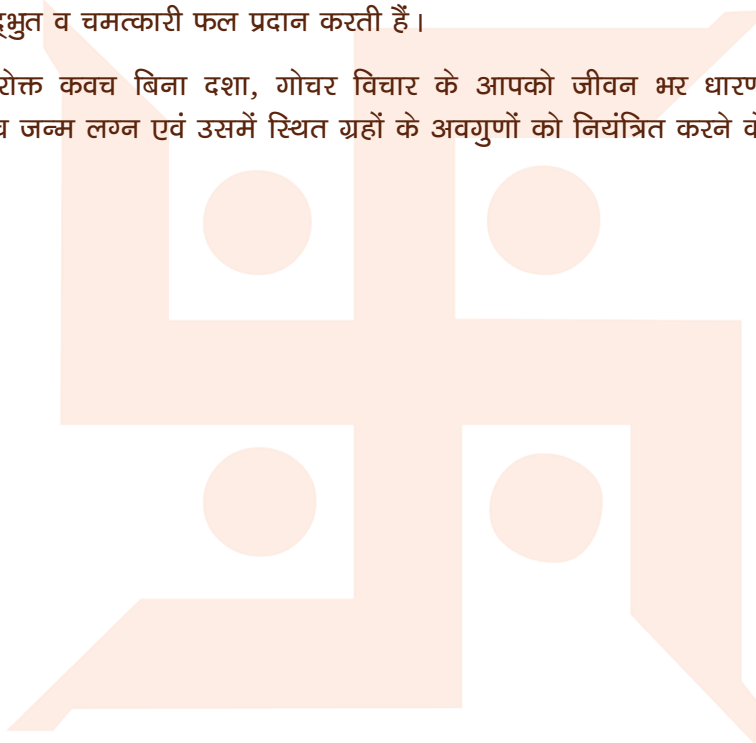 द्भुत व चमत्कारी फल प्रदान करती हैं।
रोक्त कवच बिना दशा, गोचर विचार के आपको जीवन भर धारण
जन्म लग्न एवं उसमें स्थित ग्रहों के अवगुणों को नियंत्रित करने